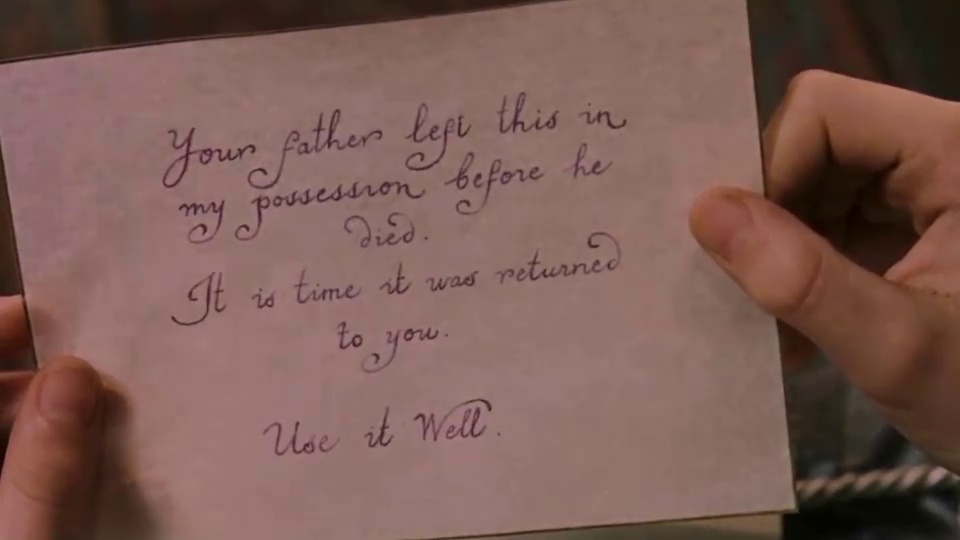 Your father left this in
my possession before he
died.
It is time it was returned
to you.
Use it Well.